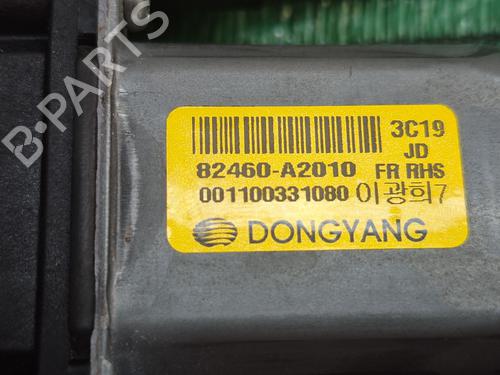 3C19
JD
82460-A2010 FR RHS
001100331080 이광희7
DONGYANG
B-PARTS